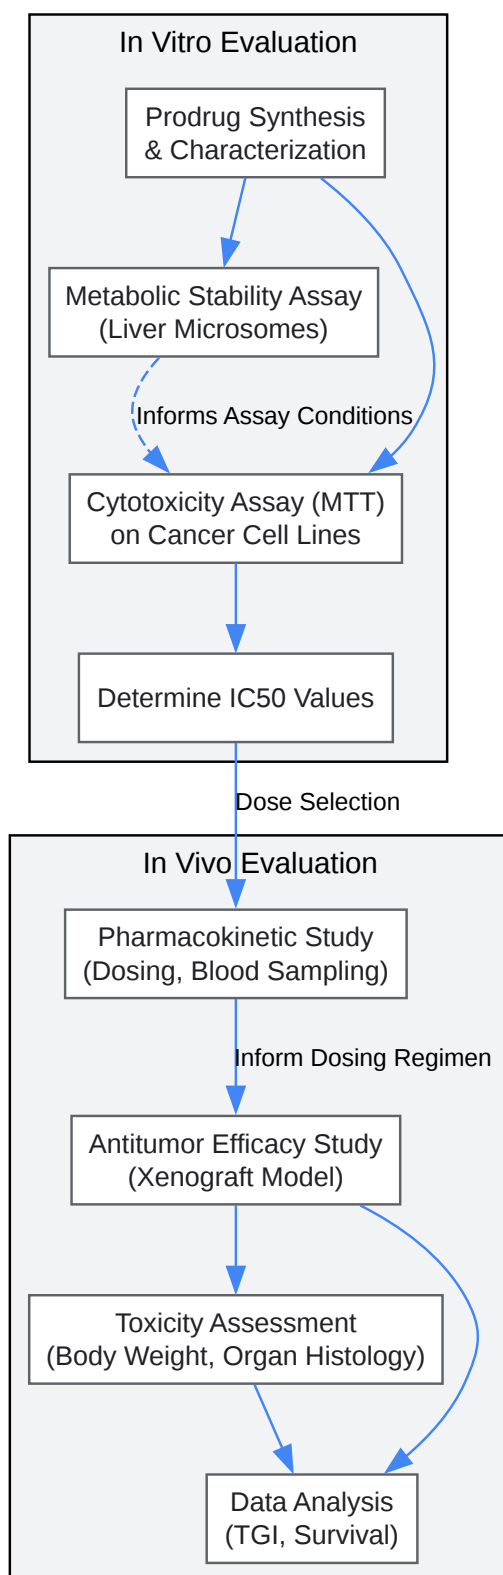 In Vitro Evaluation
Prodrug Synthesis
& Characterization
Metabolic Stability Assay
(Liver Microsomes)
Informs Assay Conditions
Cytotoxicity Assay (MTT)
on Cancer Cell Lines
Determine IC50 Values
Dose Selection
In Vivo Evaluation
Pharmacokinetic Study
(Dosing, Blood Sampling)
Inform Dosing Regimen
Antitumor Efficacy Study
(Xenograft Model)
Toxicity Assessment
(Body Weight, Organ Histology)
Data Analysis
(TGI, Survival)